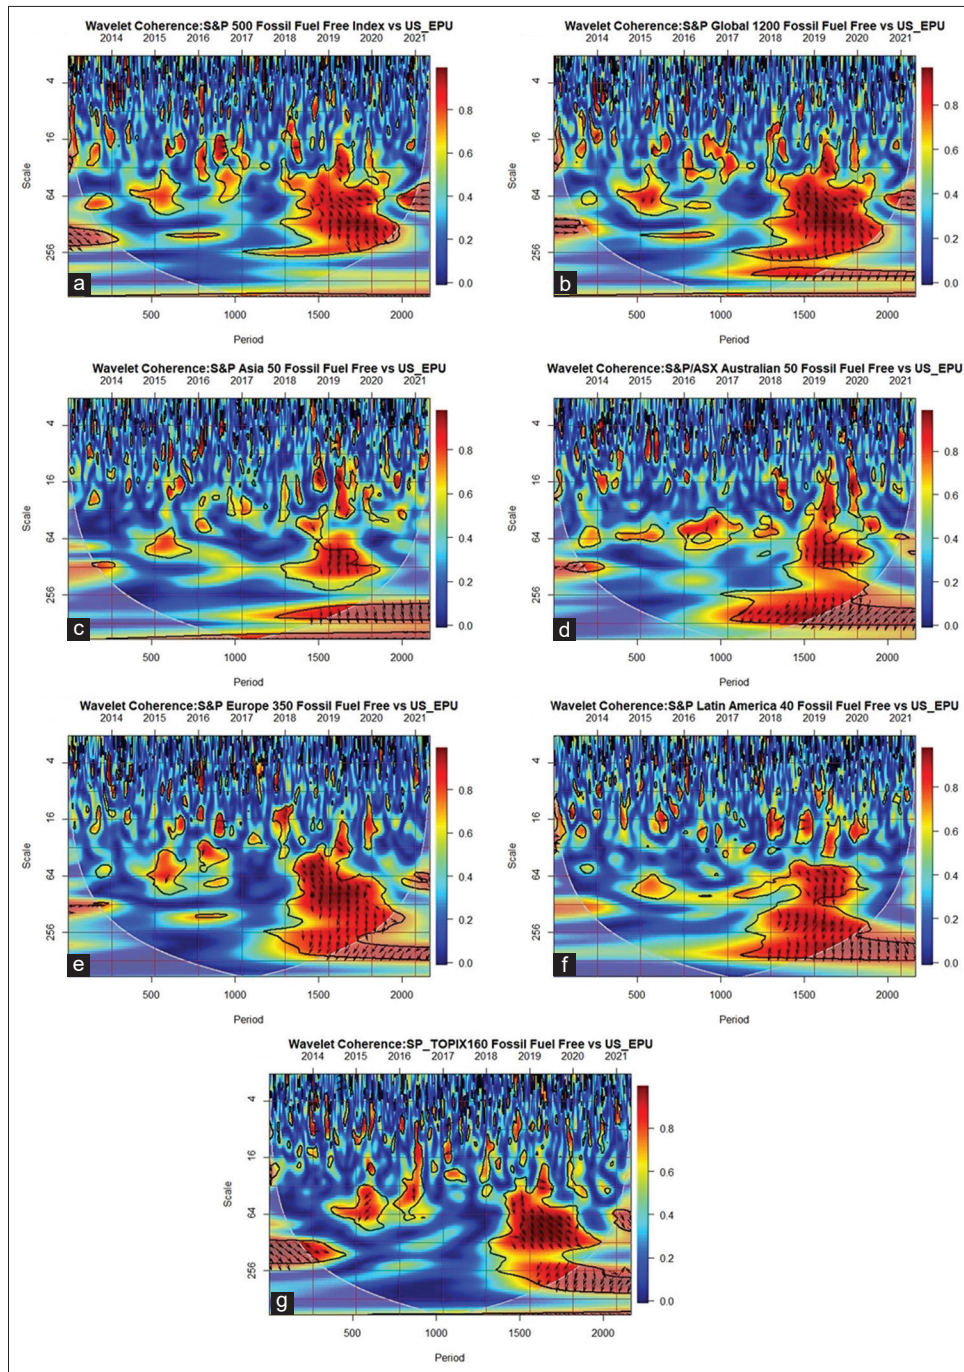 Wavelet Coherence:S&P 500 Fossil Fuel Free Index vs US_EPU
2014 2015 2016 2017 2018 2019 2020 2021
Scale
4
16
64
256
0.8
0.6
0.4
0.2
0.0
a
500 1000 1500 2000
Period
Wavelet Coherence:S&P Global 1200 Fossil Fuel Free vs US_EPU
2014 2015 2016 2017 2018 2019 2020 2021
Scale
4
16
64
256
0.8
0.6
0.4
0.2
0.0
b
500 1000 1500 2000
Period
Wavelet Coherence:S&P Asia 50 Fossil Fuel Free vs US_EPU
2014 2015 2016 2017 2018 2019 2020 2021
Scale
4
16
64
256
0.8
0.6
0.4
0.2
0.0
c
500 1000 1500 2000
Period
Wavelet Coherence:S&P/ASX Australian 50 Fossil Fuel Free vs US_EPU
2014 2015 2016 2017 2018 2019 2020 2021
Scale
4
16
64
256
0.8
0.6
0.4
0.2
0.0
d
500 1000 1500 2000
Period
Wavelet Coherence:S&P Europe 350 Fossil Fuel Free vs US_EPU
2014 2015 2016 2017 2018 2019 2020 2021
Scale
4
16
64
256
0.8
0.6
0.4
0.2
0.0
e
500 1000 1500 2000
Period
Wavelet Coherence:S&P Latin America 40 Fossil Fuel Free vs US_EPU
2014 2015 2016 2017 2018 2019 2020 2021
Scale
4
16
64
256
0.8
0.6
0.4
0.2
0.0
f
500 1000 1500 2000
Period
Wavelet Coherence:SP_TOPIX160 Fossil Fuel Free vs US_EPU
2014 2015 2016 2017 2018 2019 2020 2021
Scale
4
16
64
256
0.8
0.6
0.4
0.2
0.0
g
500 1000 1500 2000
Period